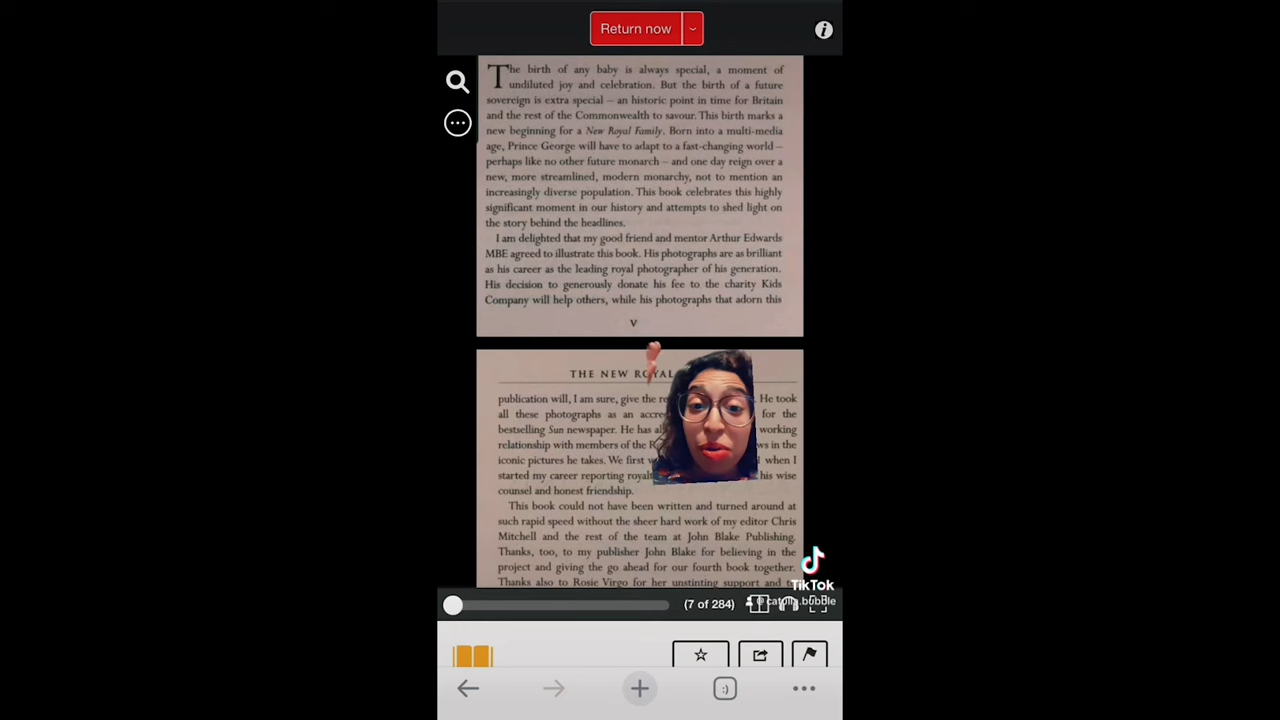 Return now
The birth of any baby is always special, a moment of
undiluted joy and celebration. But the birth of a future
sovereign is extra special – an historic point in time for Britain
and the rest of the Commonwealth to savour. This birth marks a
new beginning for a New Royal Family. Born into a multi-media
age, Prince George will have to adapt to a fast-changing world –
perhaps like no other future monarch – and one day reign over a
new, more streamlined, modern monarchy, not to mention an
increasingly diverse population. This book celebrates this highly
significant moment in our history and attempts to shed light on
the story behind the headlines.
I am delighted that my good friend and mentor Arthur Edwards
MBE agreed to illustrate this book. His photographs are as brilliant
as his career as the leading royal photographer of his generation.
His decision to generously donate his fee to the charity Kids
Company will help others, while his photographs that adorn this
V
THE NEW ROYAL
publication will, I am sure, give the He took
all these photographs as an for the
bestselling Sun newspaper. He has working
relationship with members of the in the
iconic pictures he takes. We first when I
started my career reporting his wise
counsel and honest friendship.
This book could not have been written and turned around at
such rapid speed without the sheer hard work of my editor Chris
Mitchell and the rest of the team at John Blake Publishing.
Thanks, too, to my publisher John Blake for believing in the
project and giving the go ahead for our fourth book together.
Thanks also to Rosie Virgo for her unstinting support and
TikTok
(7 of 284)
:)